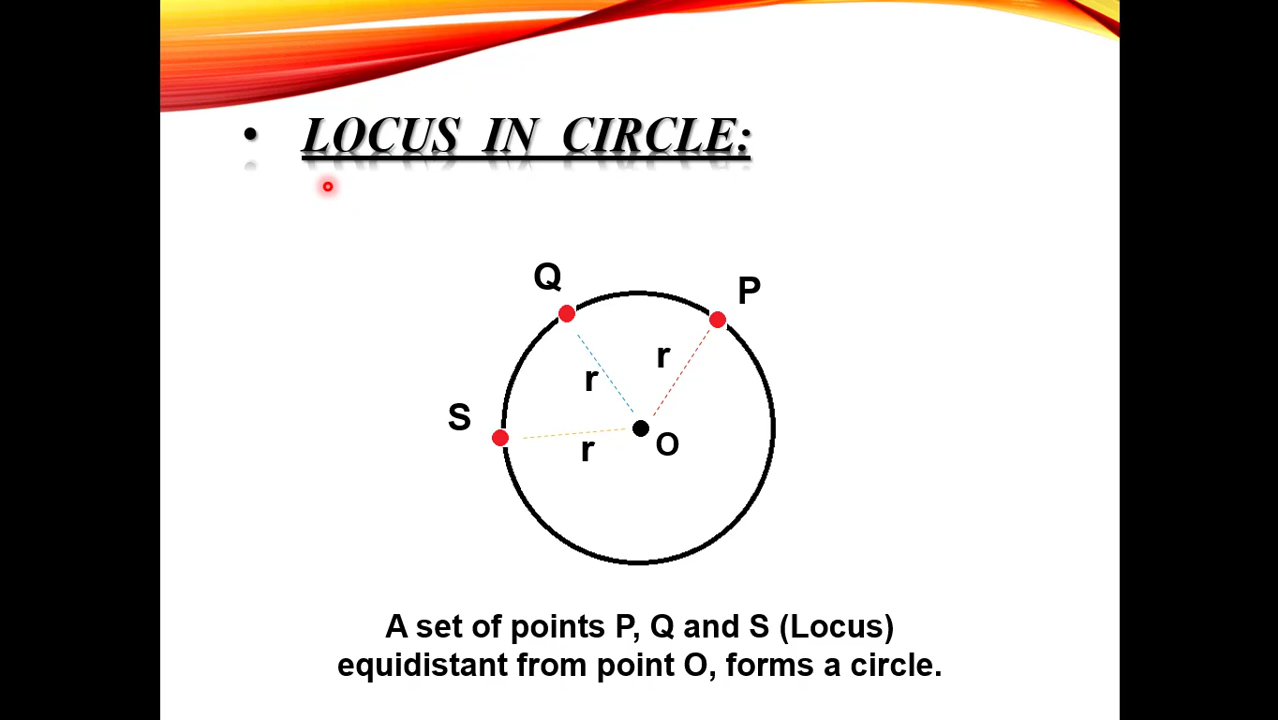 • LOCUS IN CIRCLE:
Q
P
r
r
S
O
r
A set of points P, Q and S (Locus)
equidistant from point O, forms a circle.